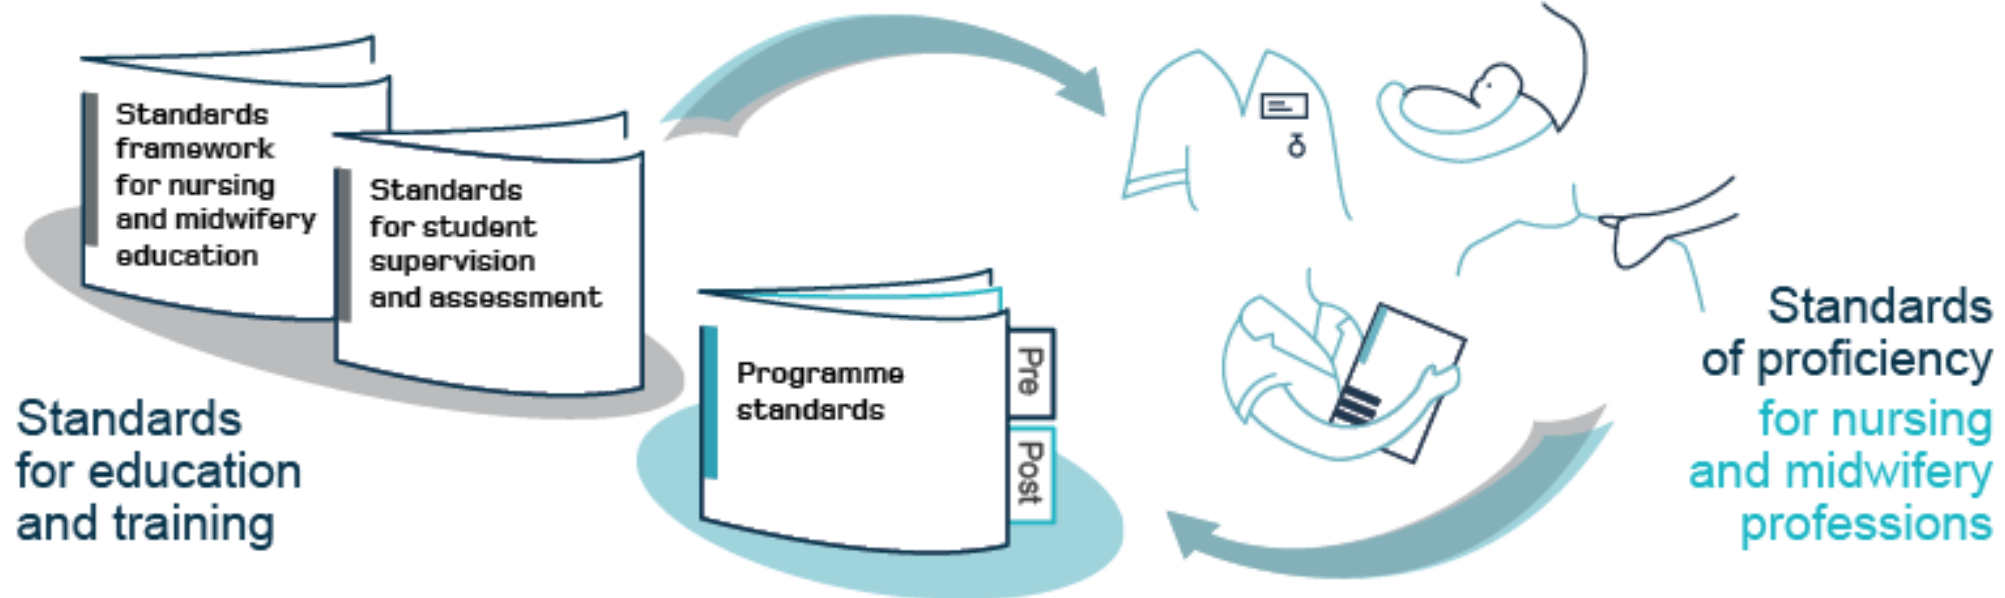 Standards
framework
for nursing
and midwifery
education
Standards
for student
supervision
and assessment
Programme
standards
Pre
Post
Standards
for education
and training
Standards
of proficiency
for nursing
and midwifery
professions